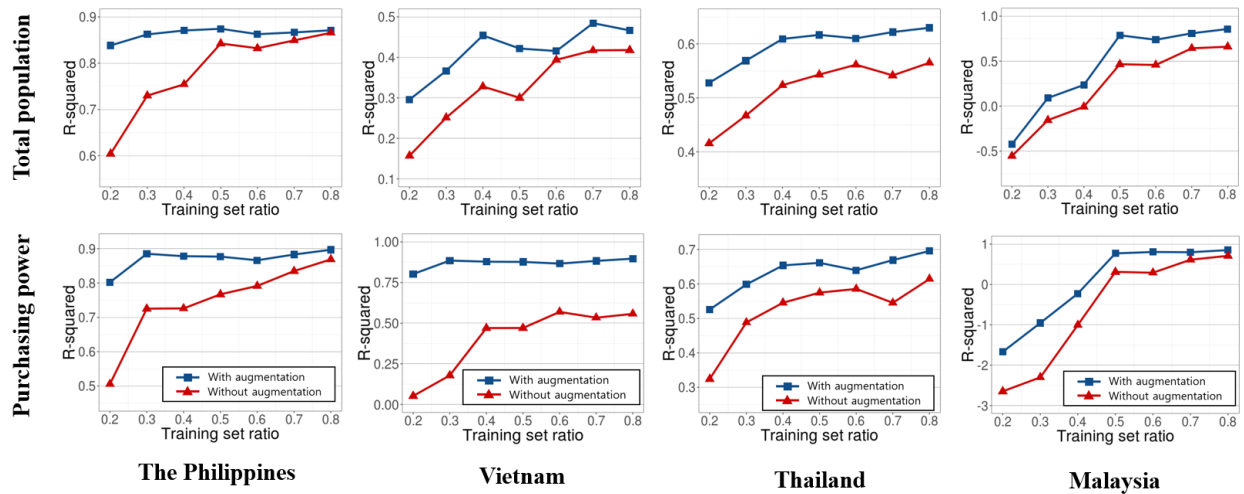 Total population
R-squared
0.9
0.8
0.7
0.6
0.2 0.3 0.4 0.5 0.6 0.7 0.8
Training set ratio
R-squared
0.5
0.4
0.3
0.2
0.1
0.2 0.3 0.4 0.5 0.6 0.7 0.8
Training set ratio
R-squared
0.6
0.5
0.4
0.2 0.3 0.4 0.5 0.6 0.7 0.8
Training set ratio
R-squared
1.0
0.5
0.0
-0.5
0.2 0.3 0.4 0.5 0.6 0.7 0.8
Training set ratio
Purchasing power
R-squared
0.9
0.8
0.7
0.6
0.5
With augmentation
Without augmentation
0.2 0.3 0.4 0.5 0.6 0.7 0.8
Training set ratio
R-squared
1.00
0.75
0.50
0.25
0.00
With augmentation
Without augmentation
0.2 0.3 0.4 0.5 0.6 0.7 0.8
Training set ratio
R-squared
0.7
0.6
0.5
0.4
0.3
With augmentation
Without augmentation
0.2 0.3 0.4 0.5 0.6 0.7 0.8
Training set ratio
R-squared
1
0
-1
-2
-3
With augmentation
Without augmentation
0.2 0.3 0.4 0.5 0.6 0.7 0.8
Training set ratio
The Philippines
Vietnam
Thailand
Malaysia